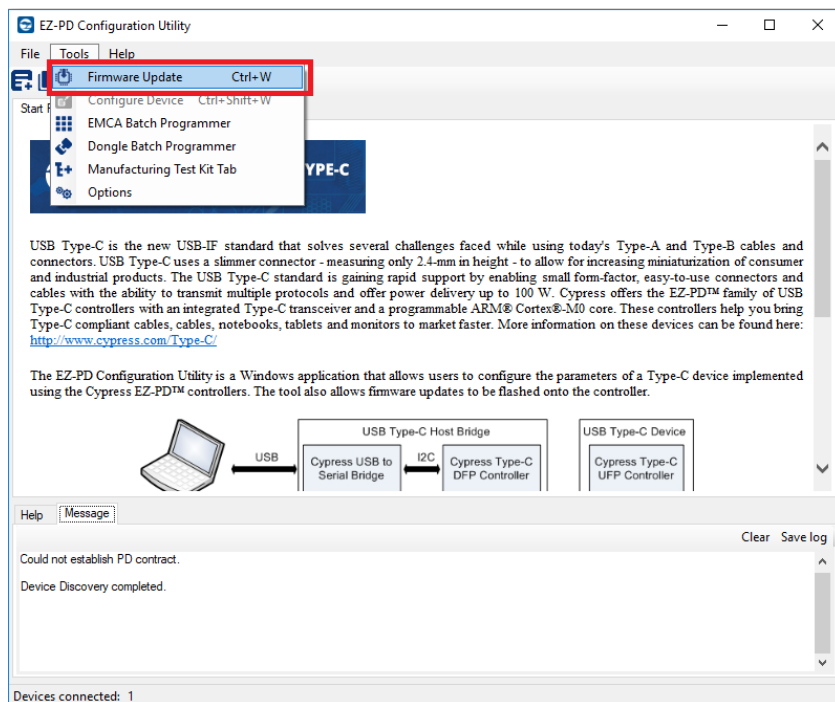 EZ-PD Configuration Utility
File Tools Help
Firmware Update Ctrl+W
Configure Device Ctrl+Shift+W
Start
EMCA Batch Programmer
Dongle Batch Programmer
Manufacturing Test Kit Tab
YPE-C
Options
USB Type-C is the new USB-IF standard that solves several challenges faced while using today's Type-A and Type-B cables and
connectors. USB Type-C uses a slimmer connector - measuring only 2.4-mm in height - to allow for increasing miniaturization of consumer
and industrial products. The USB Type-C standard is gaining rapid support by enabling small form-factor, easy-to-use connectors and
cables with the ability to transmit multiple protocols and offer power delivery up to 100 W. Cypress offers the EZ-PD™ family of USB
Type-C controllers with an integrated Type-C transceiver and a programmable ARM® Cortex®-M0 core. These controllers help you bring
Type-C compliant cables, cables, notebooks, tablets and monitors to market faster. More information on these devices can be found here:
http://www.cypress.com/Type-C/
The EZ-PD Configuration Utility is a Windows application that allows users to configure the parameters of a Type-C device implemented
using the Cypress EZ-PD™ controllers. The tool also allows firmware updates to be flashed onto the controller.
USB Type-C Host Bridge
USB Type-C Device
USB
Cypress USB to
Serial Bridge
I2C
Cypress Type-C
DFP Controller
Cypress Type-C
UFP Controller
Help Message
Clear Save log
Could not establish PD contract.
Device Discovery completed.
Devices connected: 1